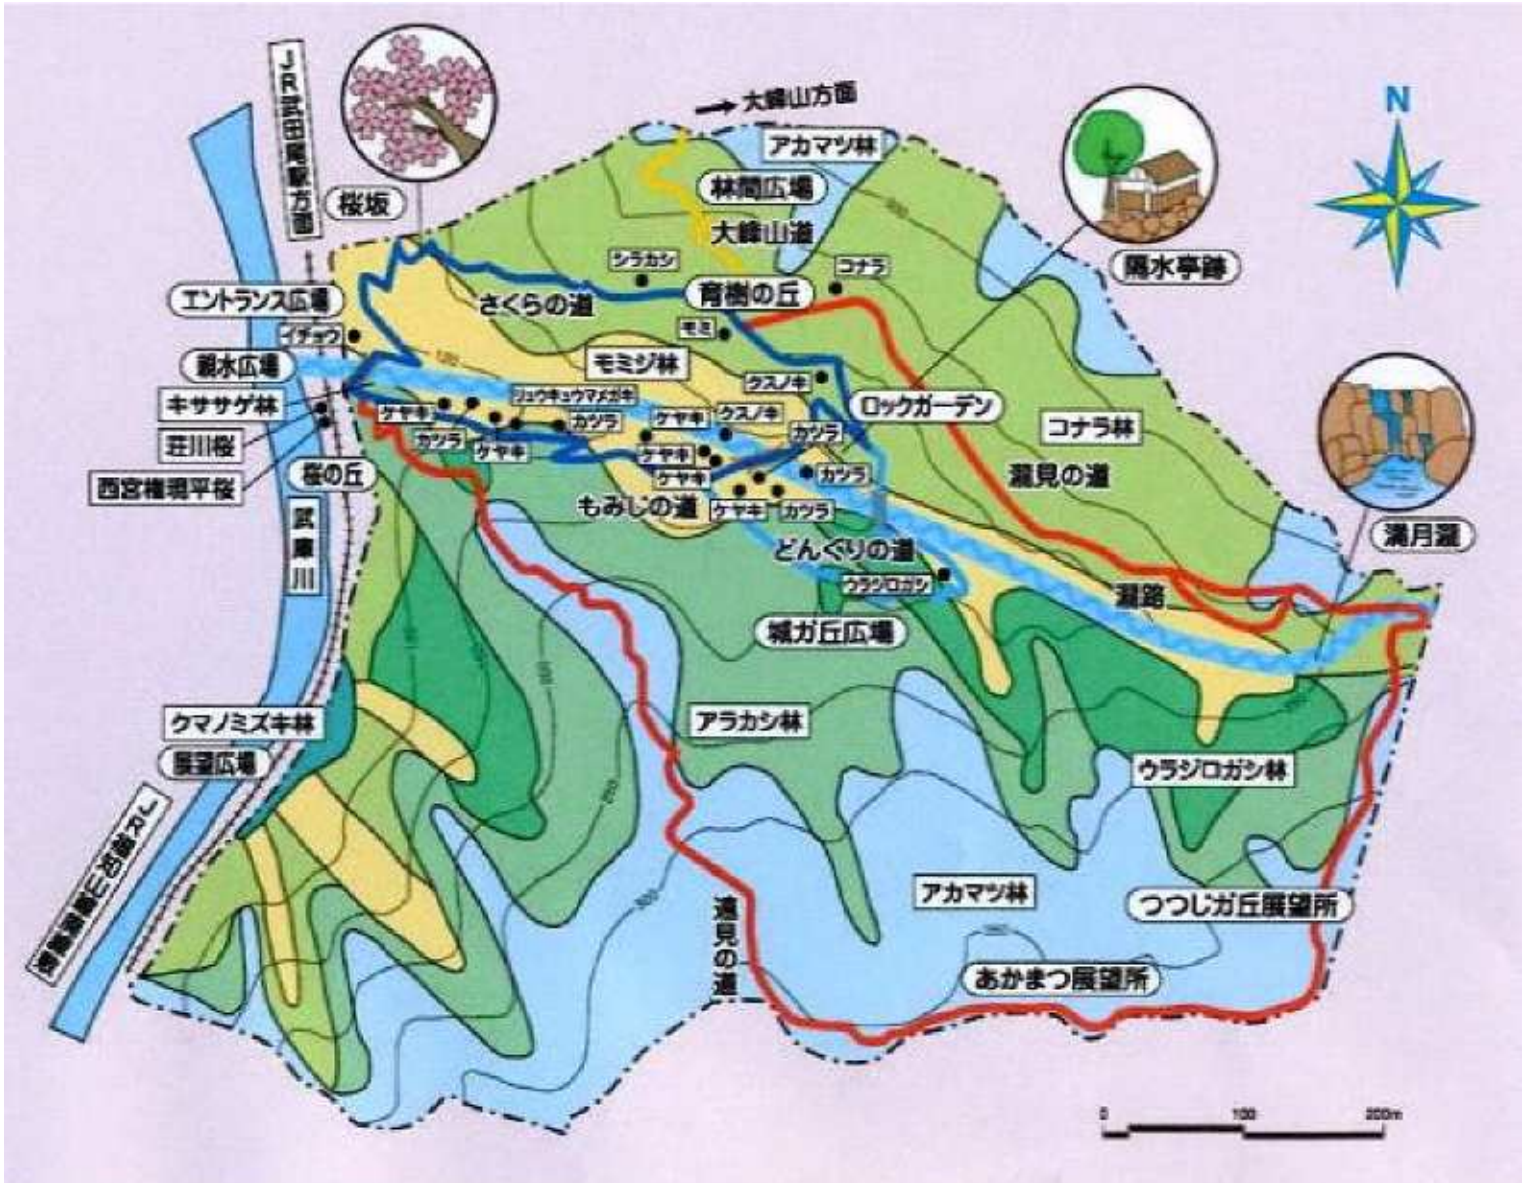 N
JR武田尾駅方面
大峰山方面
アカマツ林
林間広場
桜坂
大峰山道
隔水亭跡
シラカシ
コナラ
エントランス広場
さくらの道
育樹の丘
イチョウ
モミ
親水広場
120
モミジ林
クスノキ
リュウキュウマメガキ
キササゲ林
ケヤキ
カツラ
ケヤキ
クスノキ
カツラ
ロックガーデン
荘川桜
カツラ
ケヤキ
ケヤキ
コナラ林
西宮権現平桜
桜の丘
ケヤキ
カツラ
滝見の道
もみじの道
ケヤキ
カツラ
武庫川
満月滝
どんぐりの道
ウラジロガシ
城ガ丘広場
クマノミズキ林
アラカシ林
展望広場
ウラジロガシ林
アカマツ林
つつじガ丘展望所
遠見の道
あかまつ展望所
0 100 200m